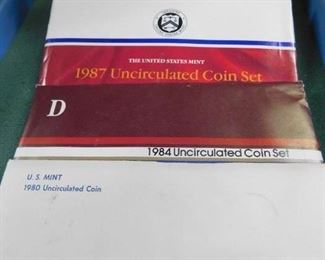 THE UNITED STATES MINT
1987 Uncirculated Coin Set
D
1984 Uncirculated Coin Set
U.S. MINT
1980 Uncirculated Coin